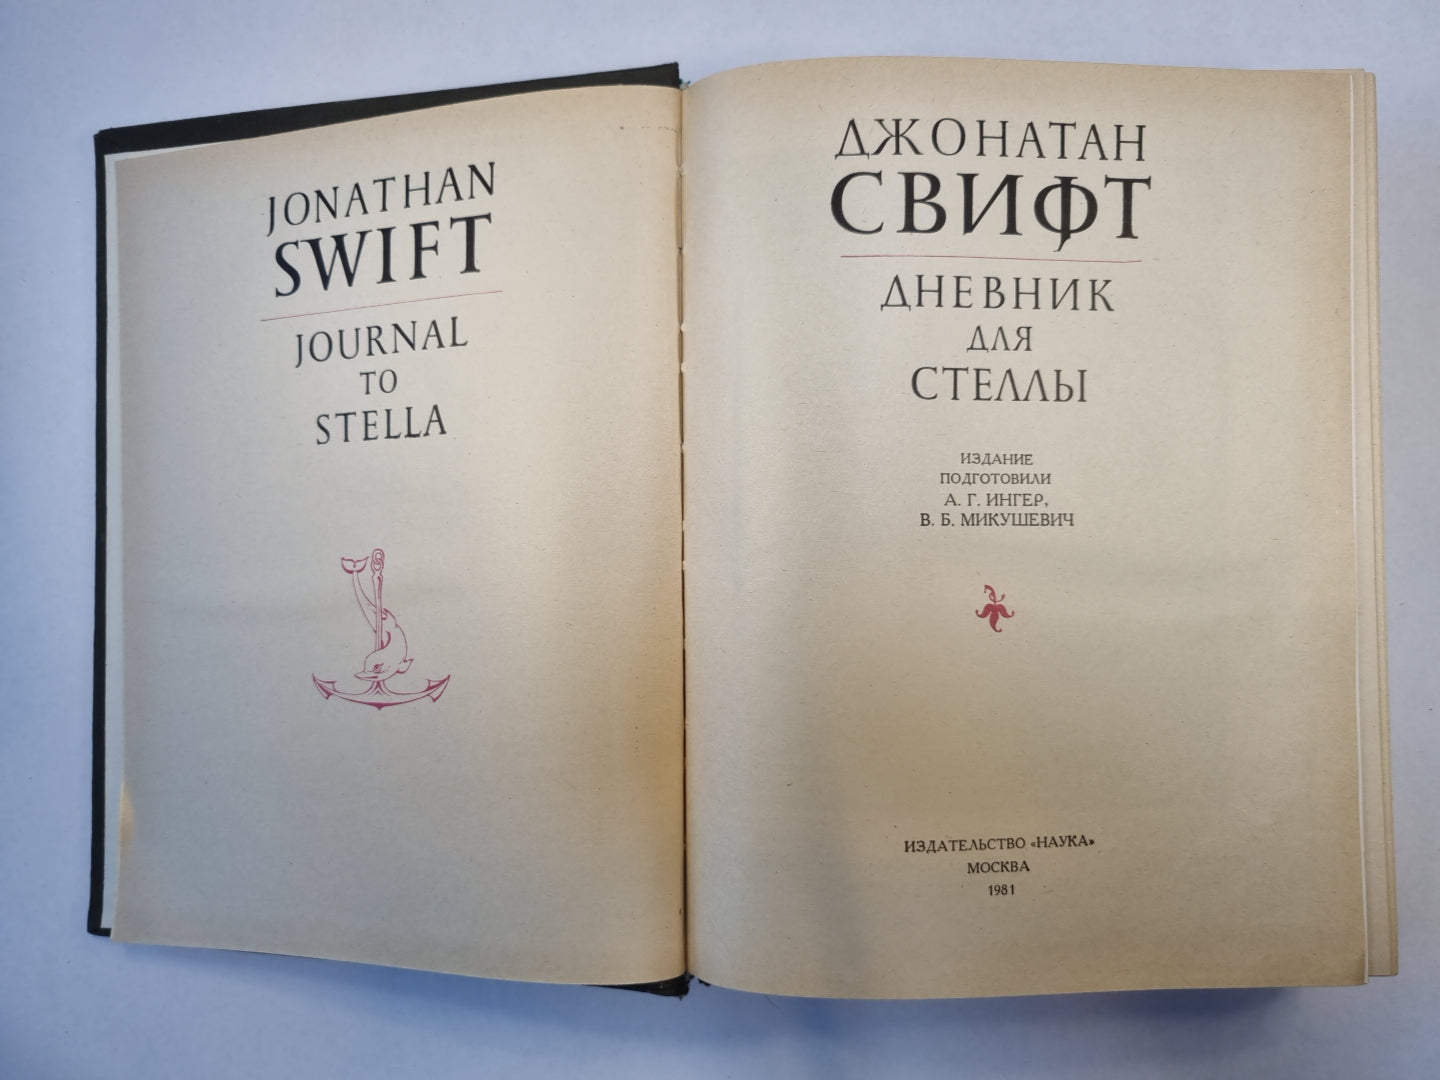 JONATHAN
SWIFT
JOURNAL
TO
STELLA
ДЖОНАТАН
СВИФТ
ДНЕВНИК
ДЛЯ
СТЕЛЛЫ
ИЗДАНИЕ
ПОДГОТОВИЛИ
А. Г. ИНГЕР,
В. Б. МИКУШЕВИЧ
ИЗДАТЕЛЬСТВО «НАУКА»
МОСКВА
1981